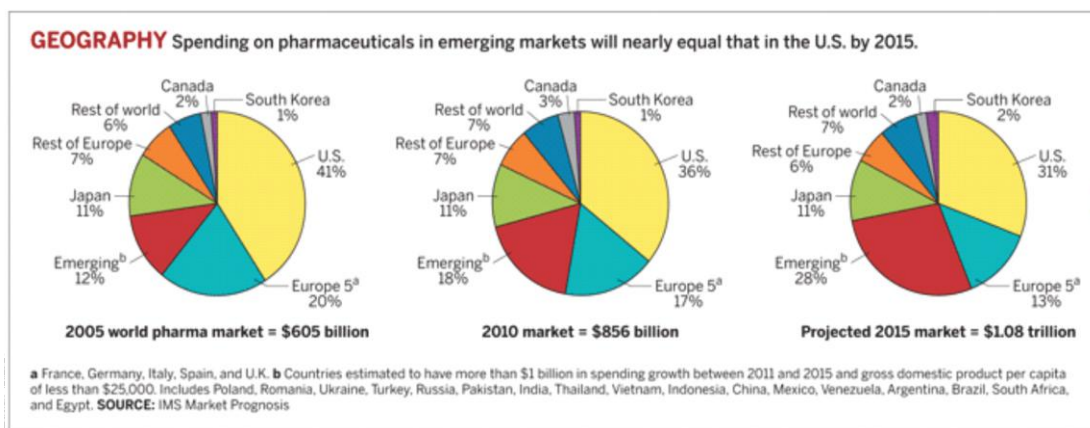 GEOGRAPHY Spending on pharmaceuticals in emerging markets will nearly equal that in the U.S. by 2015.
Canada
2%
South Korea
1%
Rest of world
6%
Rest of Europe
7%
U.S.
41%
Japan
11%
Emergingb
12%
Europe 5a
20%
2005 world pharma market = $605 billion
Canada
3%
South Korea
1%
Rest of world
7%
Rest of Europe
7%
U.S.
36%
Japan
11%
Emergingb
18%
Europe 5a
17%
2010 market = $856 billion
Canada
2%
South Korea
2%
Rest of world
7%
Rest of Europe
6%
U.S.
31%
Japan
11%
Emergingb
28%
Europe 5a
13%
Projected 2015 market = $1.08 trillion
a France, Germany, Italy, Spain, and U.K. b Countries estimated to have more than $1 billion in spending growth between 2011 and 2015 and gross domestic product per capita
of less than $25,000. Includes Poland, Romania, Ukraine, Turkey, Russia, Pakistan, India, Thailand, Vietnam, Indonesia, China, Mexico, Venezuela, Argentina, Brazil, South Africa,
and Egypt. SOURCE: IMS Market Prognosis